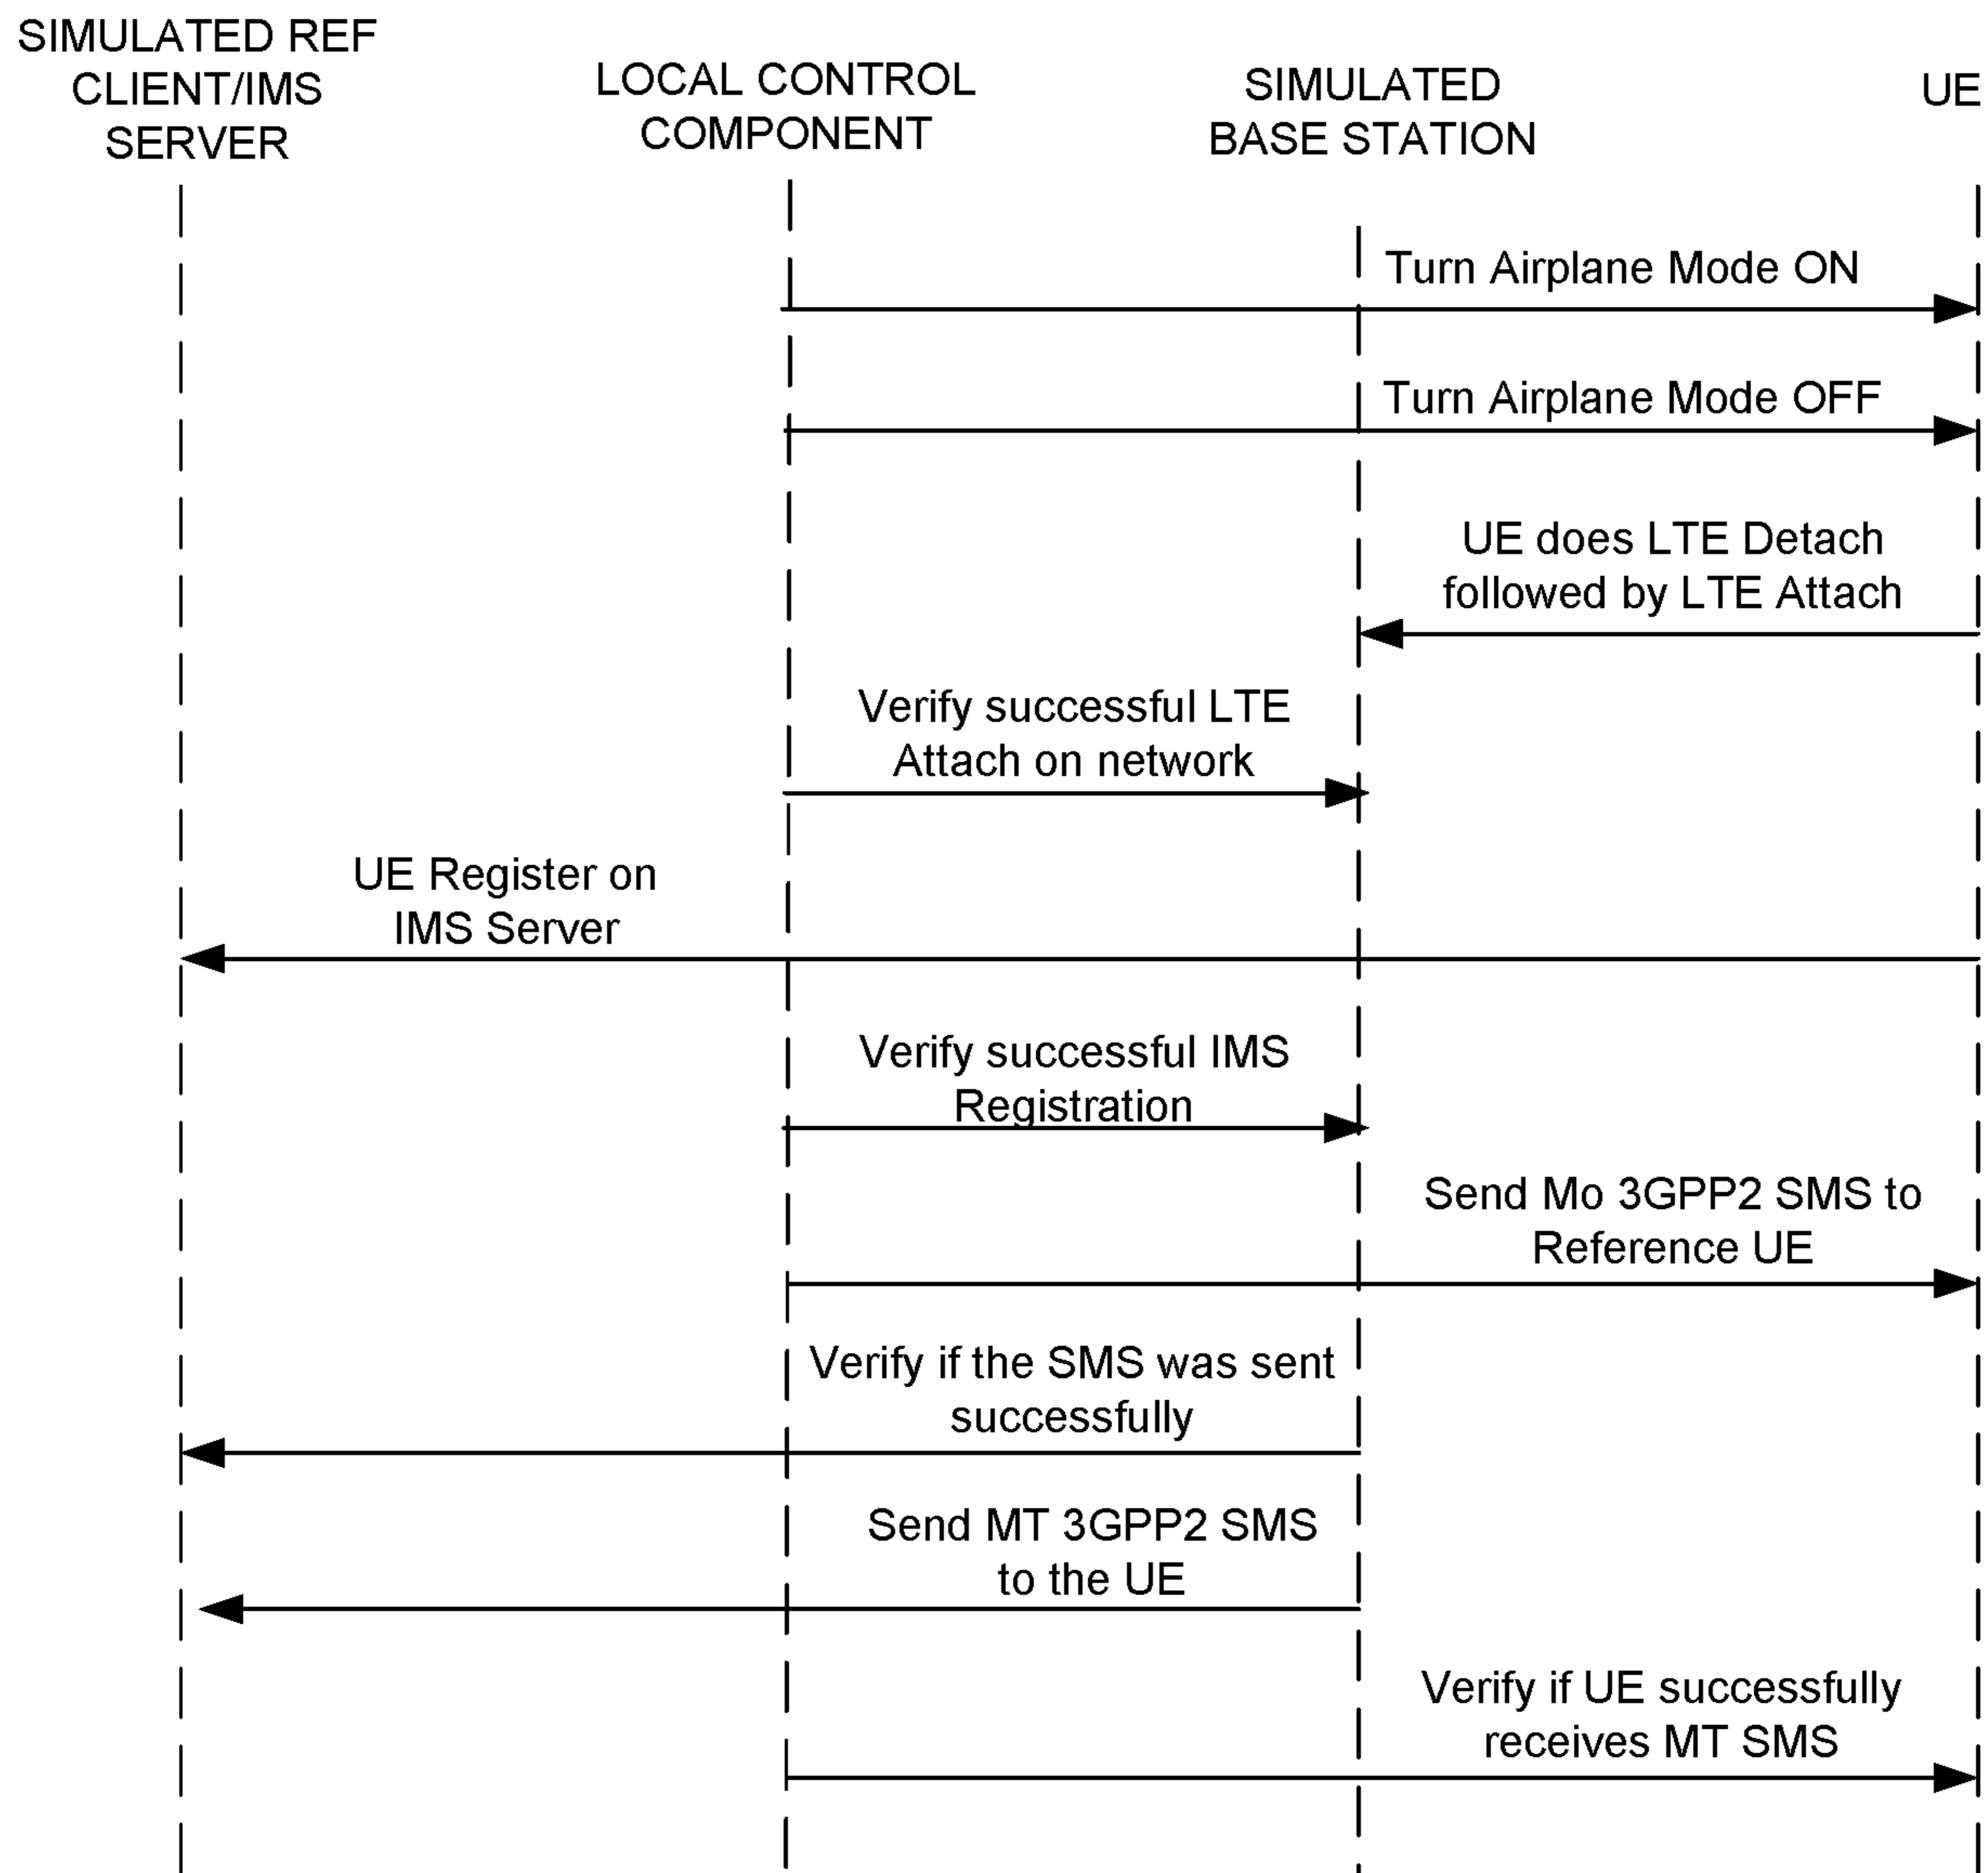 SIMULATED REF
CLIENT/IMS
SERVER
LOCAL CONTROL
COMPONENT
SIMULATED
BASE STATION
UE
Turn Airplane Mode ON
Turn Airplane Mode OFF
UE does LTE Detach
followed by LTE Attach
Verify successful LTE
Attach on network
UE Register on
IMS Server
Verify successful IMS
Registration
Send Mo 3GPP2 SMS to
Reference UE
Verify if the SMS was sent
successfully
Send MT 3GPP2 SMS
to the UE
Verify if UE successfully
receives MT SMS